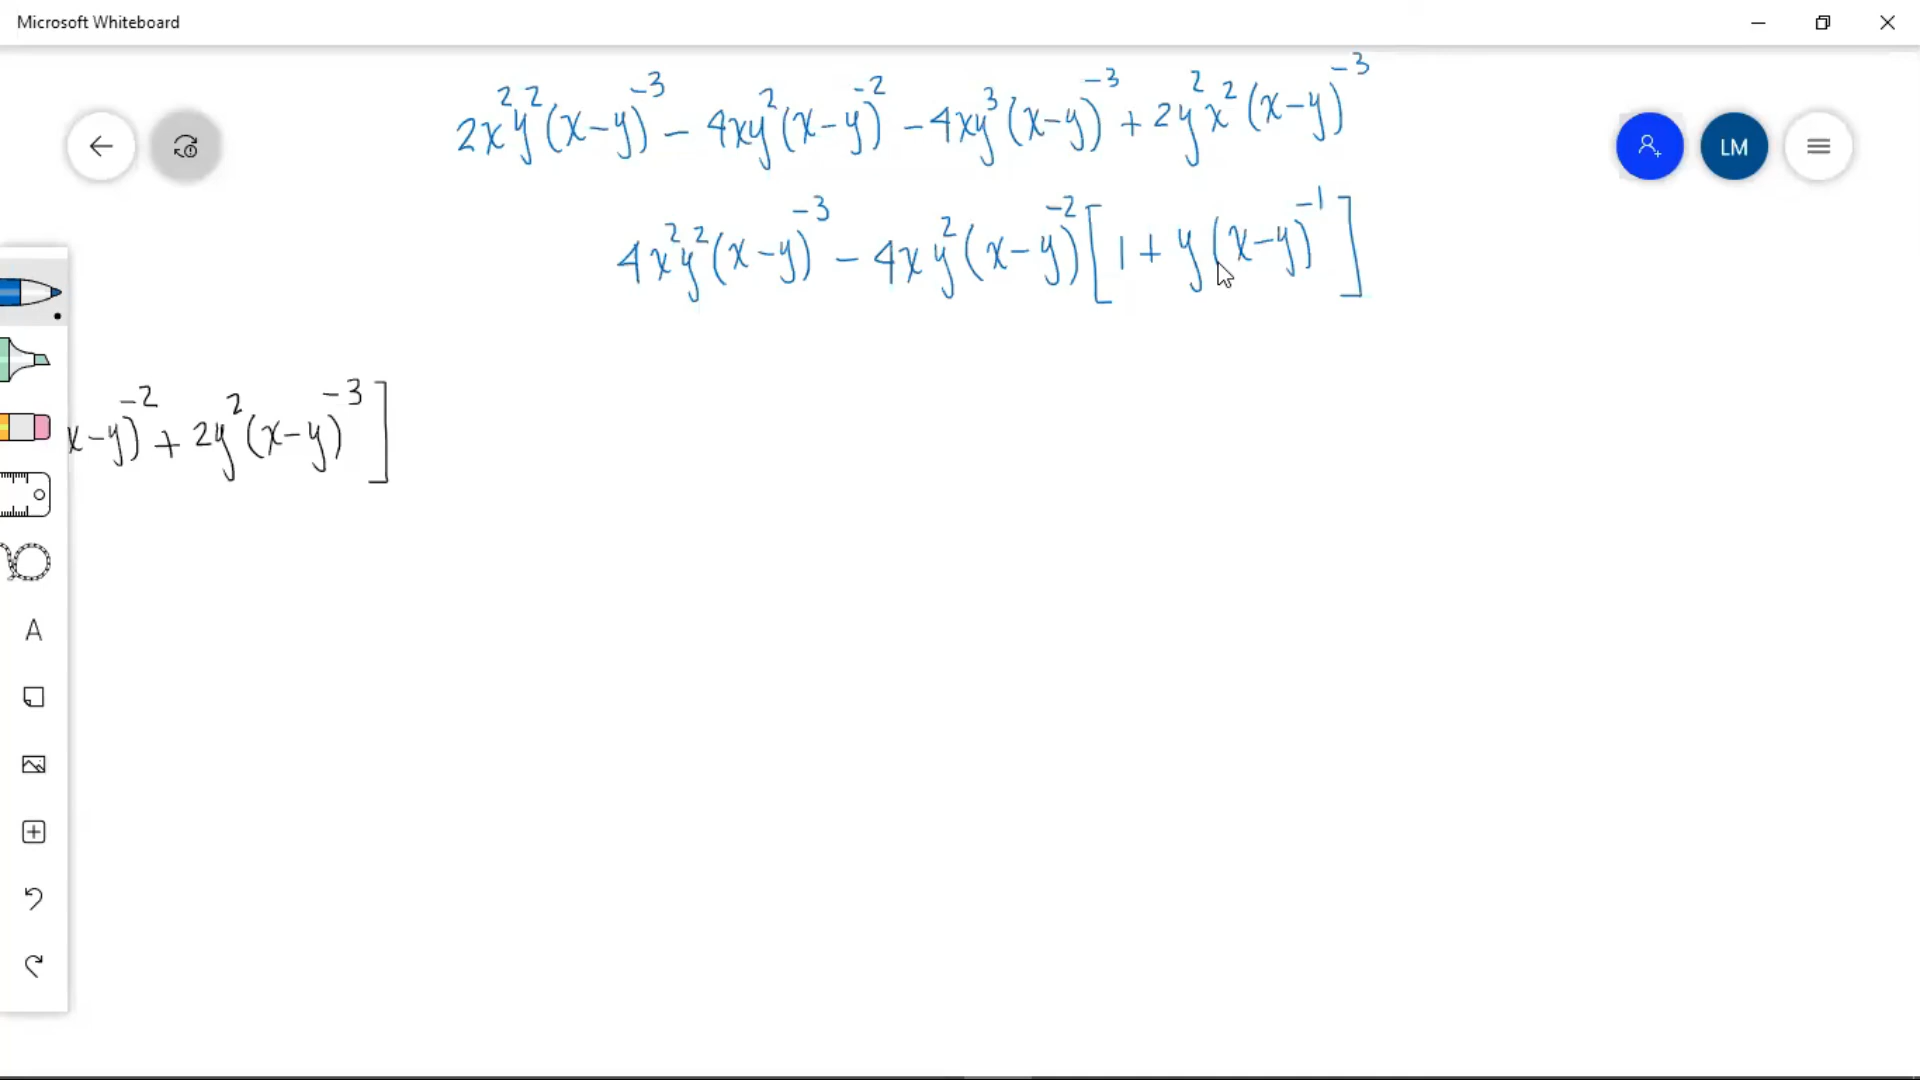 Microsoft Whiteboard
2x²y²(x-y)⁻³ - 4xy²(x-y)⁻² - 4xy³(x-y)⁻³ + 2y²x²(x-y)⁻³
LM
4x²y²(x-y)⁻³ - 4xy²(x-y)⁻²[1 + y(x-y)⁻¹]
x-y)⁻² + 2y²(x-y)⁻³]
A